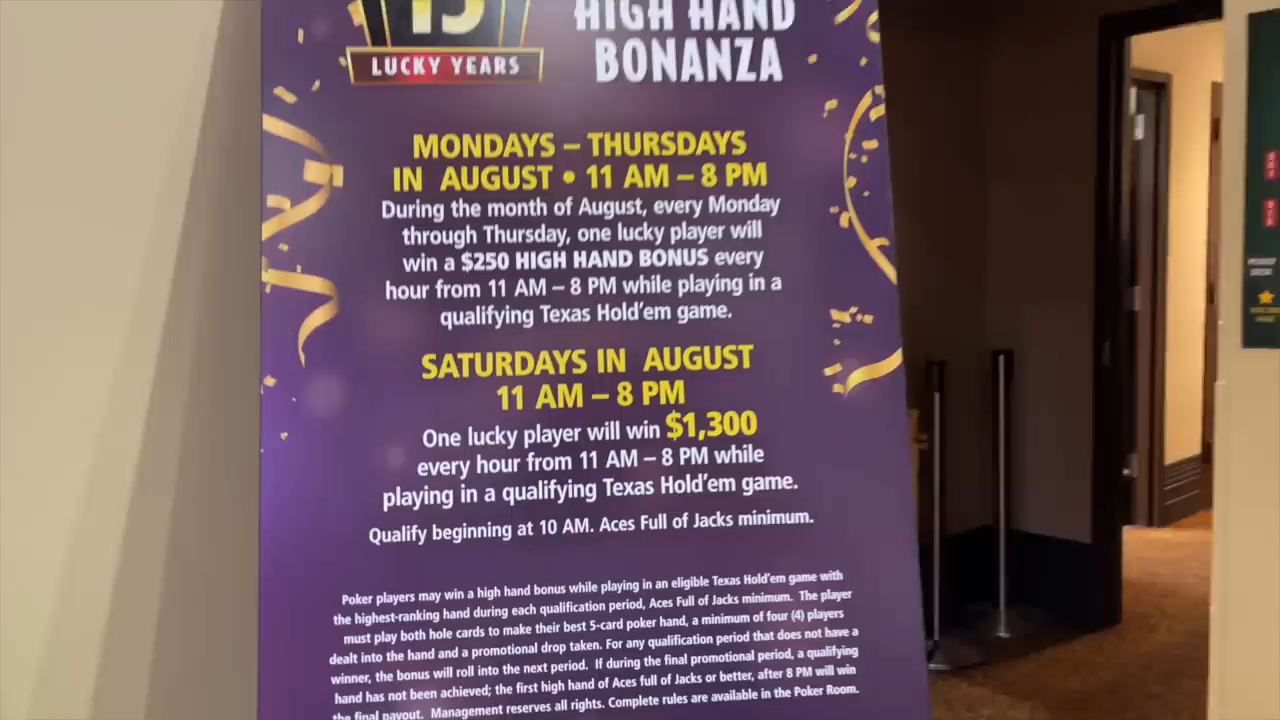 15
HIGH HAND
BONANZA
LUCKY YEARS
MONDAYS – THURSDAYS
IN AUGUST • 11 AM – 8 PM
During the month of August, every Monday
through Thursday, one lucky player will
win a $250 HIGH HAND BONUS every
hour from 11 AM – 8 PM while playing in a
qualifying Texas Hold'em game.
SATURDAYS IN AUGUST
11 AM – 8 PM
One lucky player will win $1,300
every hour from 11 AM – 8 PM while
playing in a qualifying Texas Hold'em game.
Qualify beginning at 10 AM. Aces Full of Jacks minimum.
Poker players may win a high hand bonus while playing in an eligible Texas Hold'em game with
the highest-ranking hand during each qualification period, Aces Full of Jacks minimum. The player
must play both hole cards to make their best 5-card poker hand, a minimum of four (4) players
dealt into the hand and a promotional drop taken. For any qualification period that does not have a
winner, the bonus will roll into the next period. If during the final promotional period, a qualifying
hand has not been achieved; the first high hand of Aces full of Jacks or better, after 8 PM will win
the final payout. Management reserves all rights. Complete rules are available in the Poker Room.